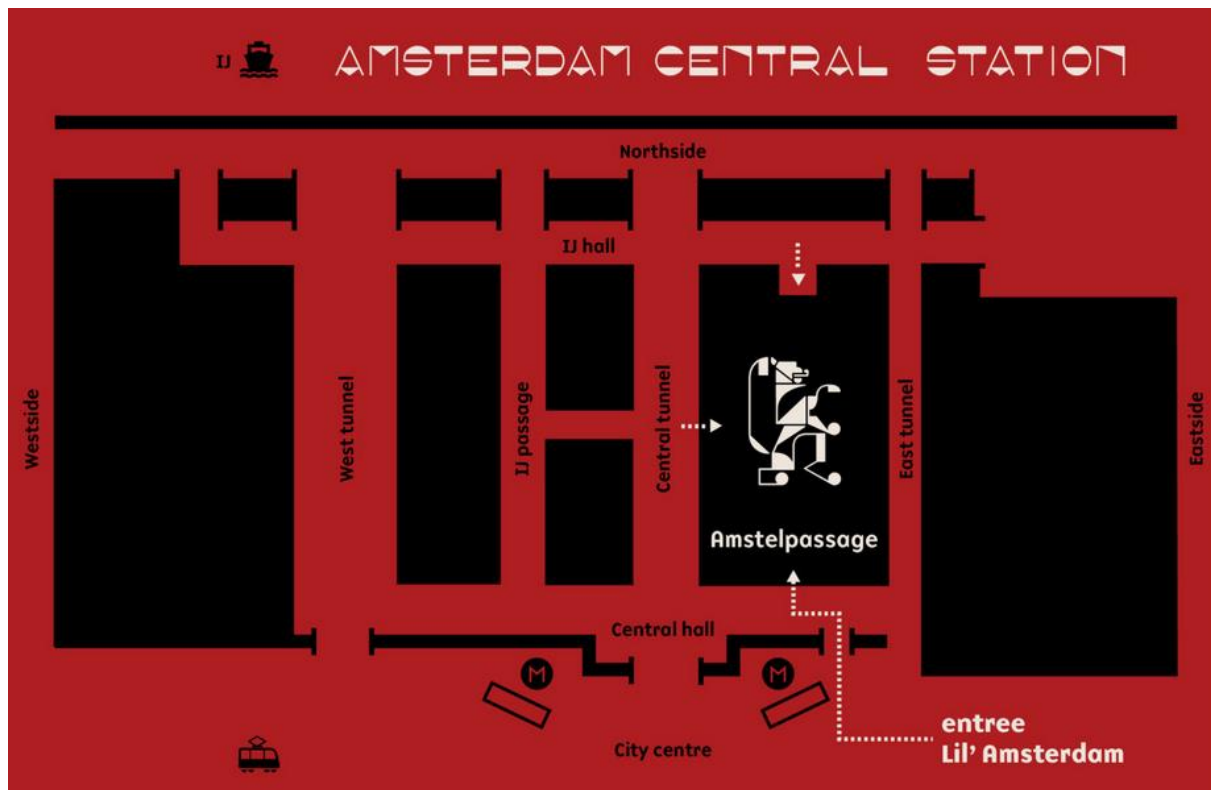 IJ
AMSTERDAM CENTRAL STATION
Northside
IJ hall
Westside
West tunnel
IJ passage
Central tunnel
East tunnel
Eastside
Amstelpassage
Central hall
M
M
City centre
entree
Lil' Amsterdam